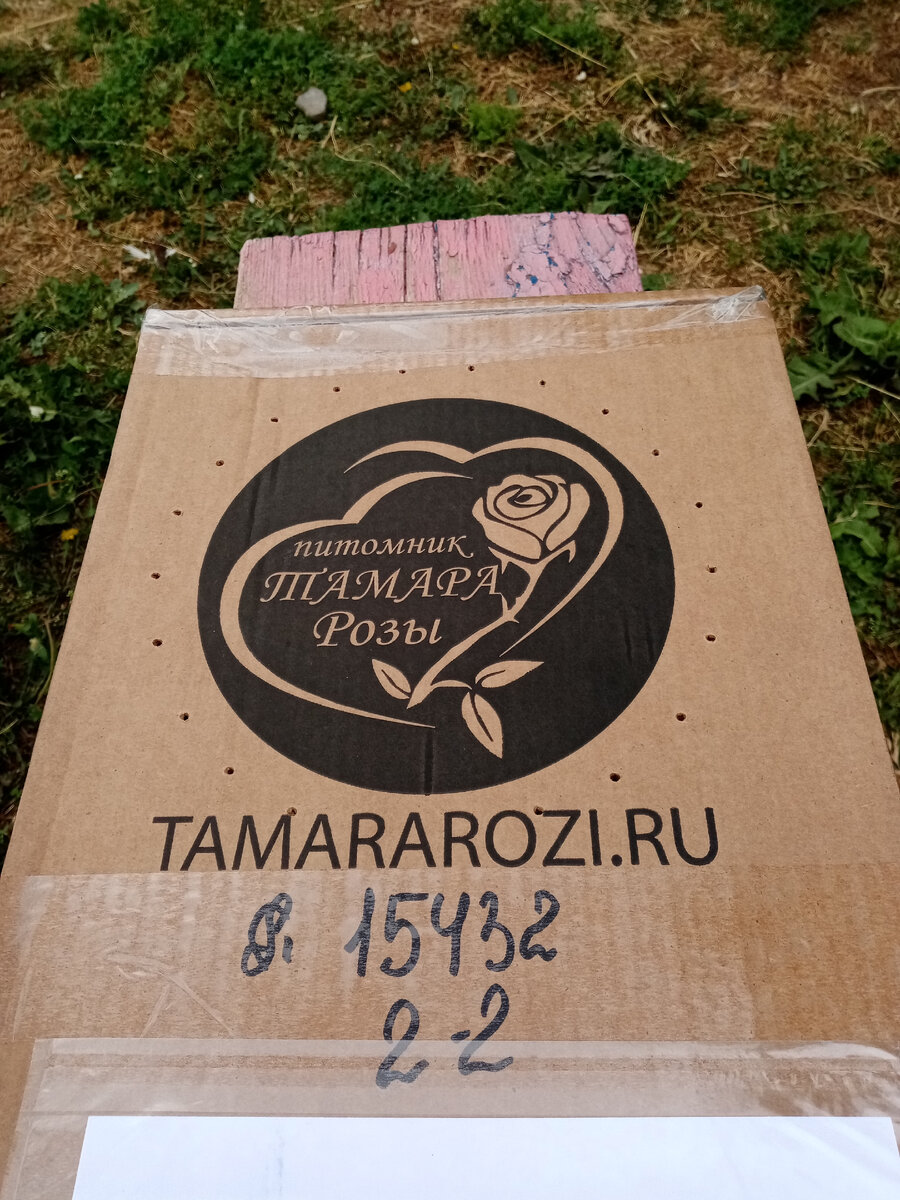 питомник
ТАМАРА
Розы
TAMARAROZI.RU
15432
2-2